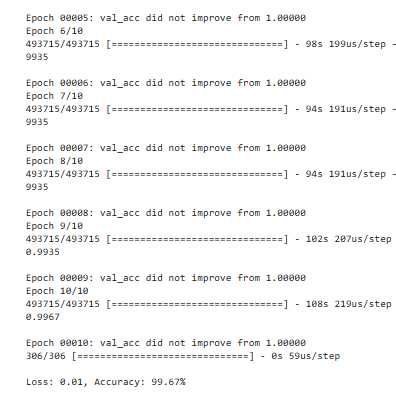 Epoch 00005: val_acc did not improve from 1.00000
Epoch 6/10
493715/493715 [==============================] - 98s 199us/step -
9935
Epoch 00006: val_acc did not improve from 1.00000
Epoch 7/10
493715/493715 [==============================] - 94s 191us/step -
9935
Epoch 00007: val_acc did not improve from 1.00000
Epoch 8/10
493715/493715 [==============================] - 94s 191us/step -
9935
Epoch 00008: val_acc did not improve from 1.00000
Epoch 9/10
493715/493715 [==============================] - 102s 207us/step
0.9935
Epoch 00009: val_acc did not improve from 1.00000
Epoch 10/10
493715/493715 [==============================] - 108s 219us/step
0.9967
Epoch 00010: val_acc did not improve from 1.00000
306/306 [==============================] - 0s 59us/step
Loss: 0.01, Accuracy: 99.67%